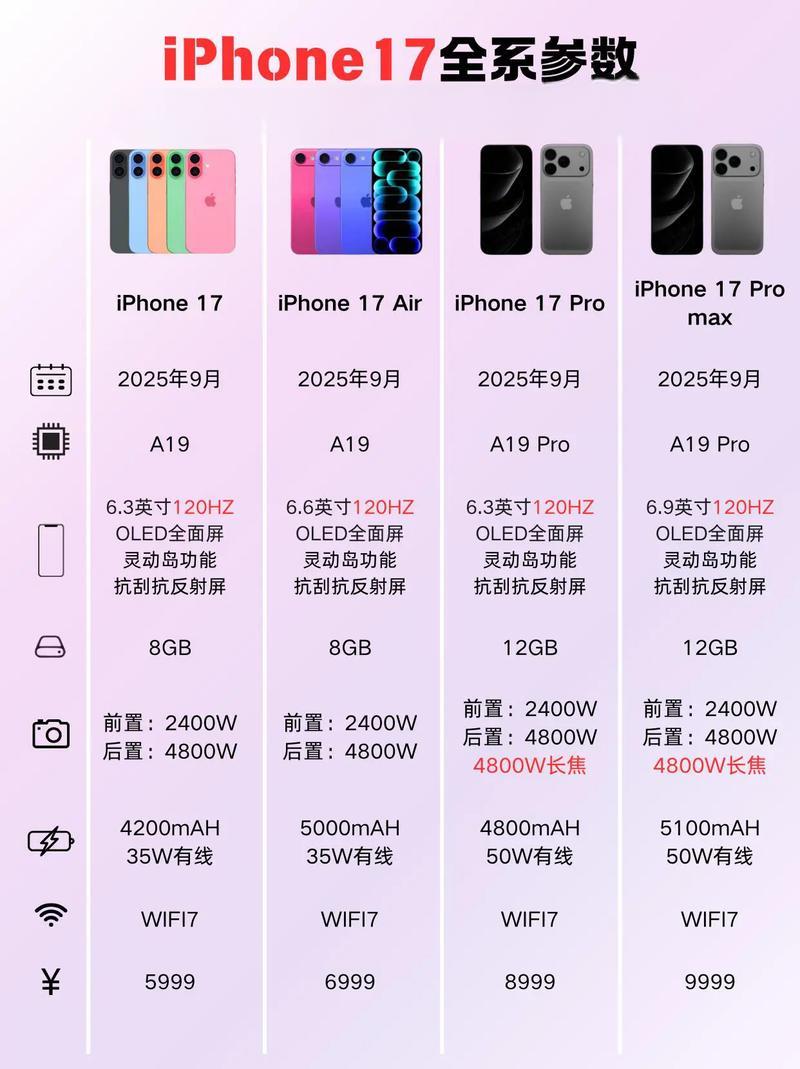 iPhone17全系参数
iPhone 17
iPhone 17 Air
iPhone 17 Pro
iPhone 17 Pro
max
2025年9月
2025年9月
2025年9月
2025年9月
A19
A19
A19 Pro
A19 Pro
6.3英寸120HZ
OLED全面屏
灵动岛功能
抗刮抗反射屏
6.6英寸120HZ
OLED全面屏
灵动岛功能
抗刮抗反射屏
6.3英寸120HZ
OLED全面屏
灵动岛功能
抗刮抗反射屏
6.9英寸120HZ
OLED全面屏
灵动岛功能
抗刮抗反射屏
8GB
8GB
12GB
12GB
前置：2400W
后置：4800W
前置：2400W
后置：4800W
前置：2400W
后置：4800W
4800W长焦
前置：2400W
后置：4800W
4800W长焦
4200mAH
35W有线
5000mAH
35W有线
4800mAH
50W有线
5100mAH
50W有线
WIFI7
WIFI7
WIFI7
WIFI7
¥
5999
6999
8999
9999